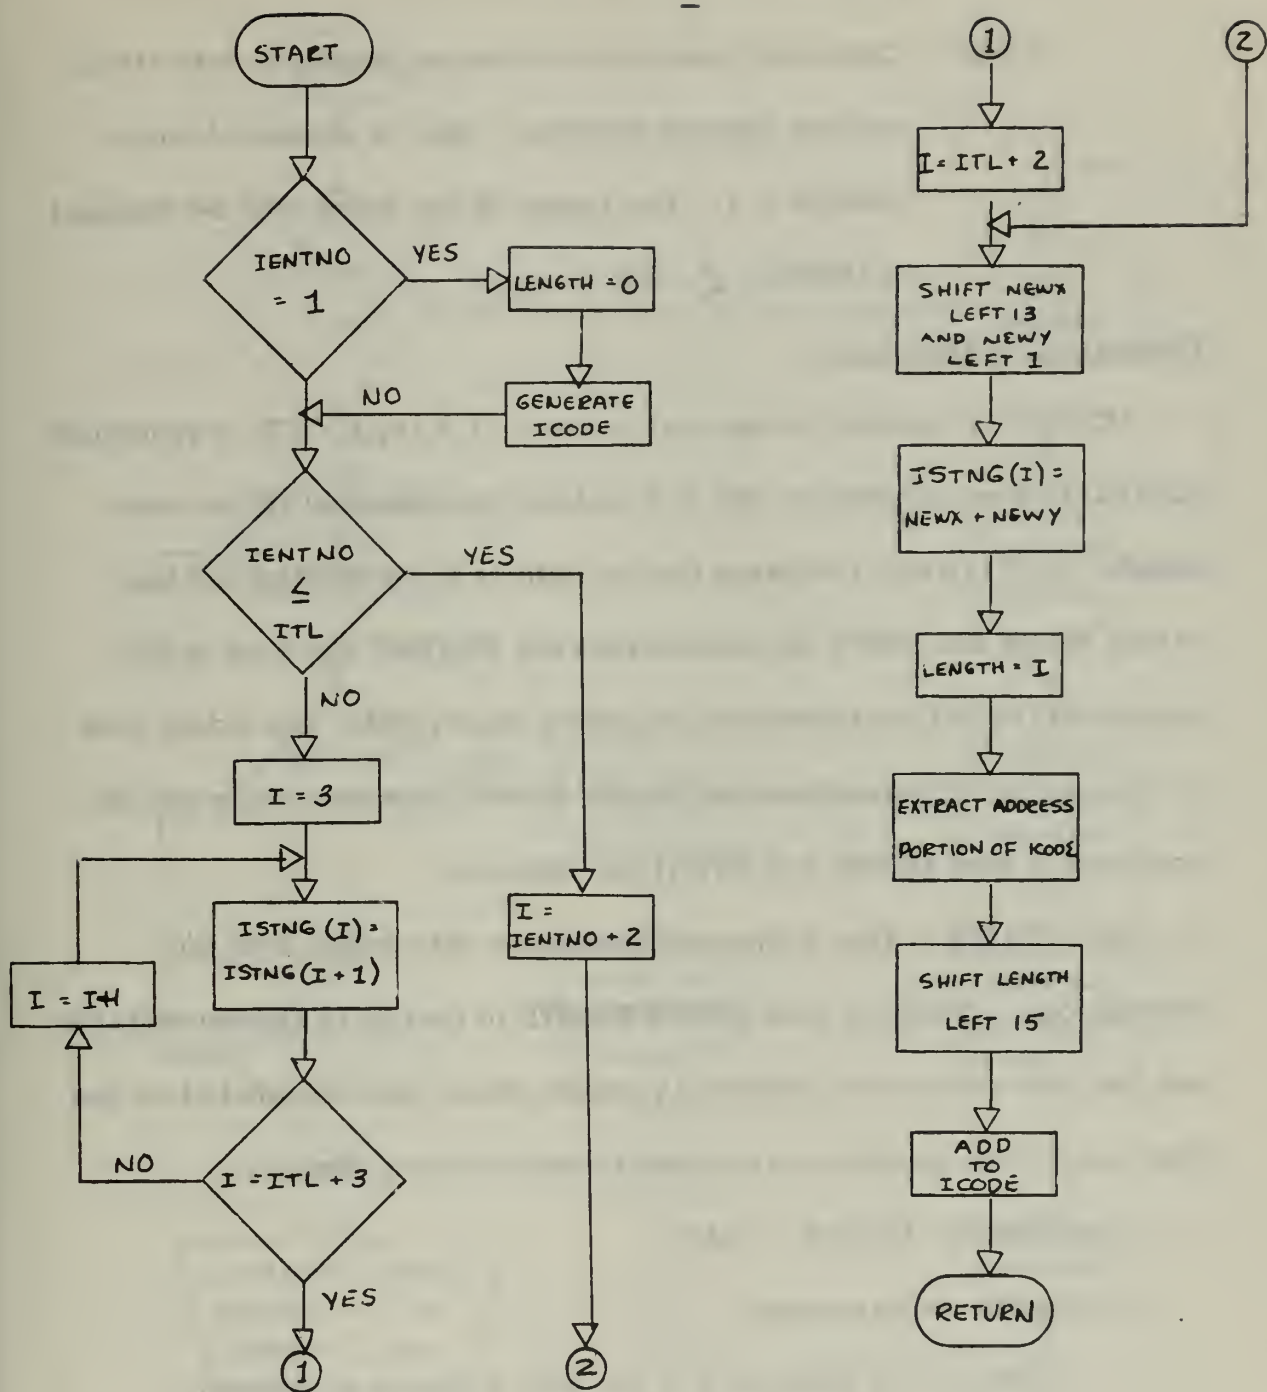 START
IENTNO
= 1
YES
LENGTH = 0
NO
GENERATE
ICODE
IENTNO
≤
ITL
YES
NO
I = 3
ISTNG (I) =
ISTNG (I + 1)
I = I+1
I =
IENTNO + 2
NO
I = ITL + 3
YES
1
2
1
2
I = ITL + 2
SHIFT NEWX
LEFT 13
AND NEWY
LEFT 1
ISTNG (I) =
NEWX + NEWY
LENGTH = I
EXTRACT ADDRESS
PORTION OF ICODE
SHIFT LENGTH
LEFT 15
ADD
TO
ICODE
RETURN